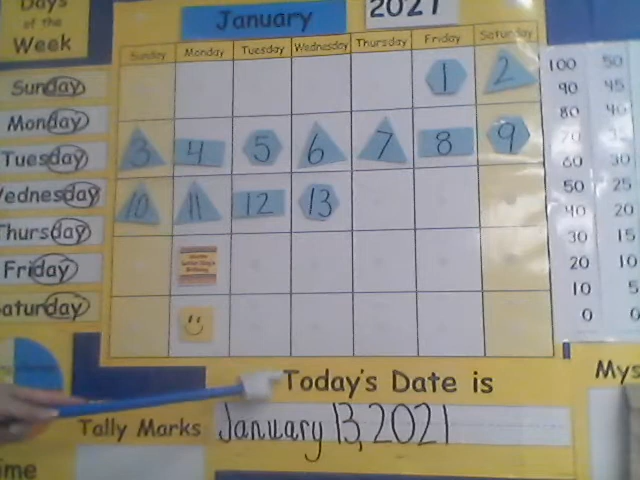 Days
of the
Week
January
2021
Sunday Monday Tuesday Wednesday Thursday Friday Saturday
1 2
3 4 5 6 7 8 9
10 11 12 13
Sunday
Monday
Tuesday
Wednesday
Thursday
Friday
Saturday
100 50
90 45
80 40
70 35
60 30
50 25
40 20
30 15
20 10
10 5
0 0
Today's Date is
Tally Marks January 13, 2021
Mys
ime